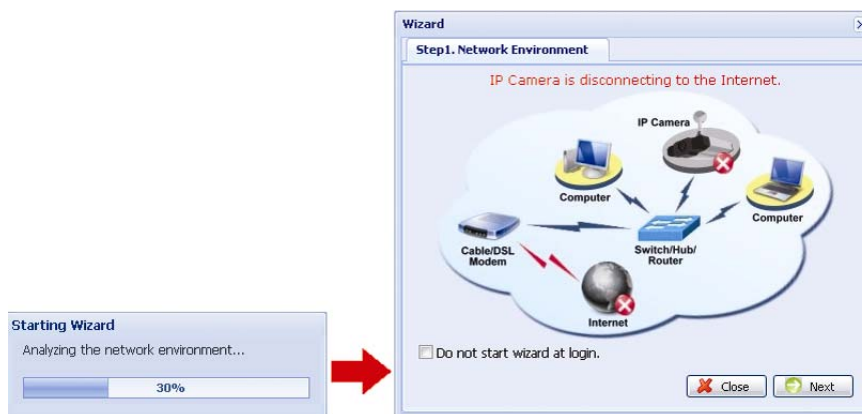 Starting Wizard
Analyzing the network environment...
30%
Wizard
Step1. Network Environment
IP Camera is disconnecting to the Internet.
IP Camera
Computer
Computer
Cable/DSL
Modem
Switch/Hub/
Router
Internet
Do not start wizard at login.
Close
Next